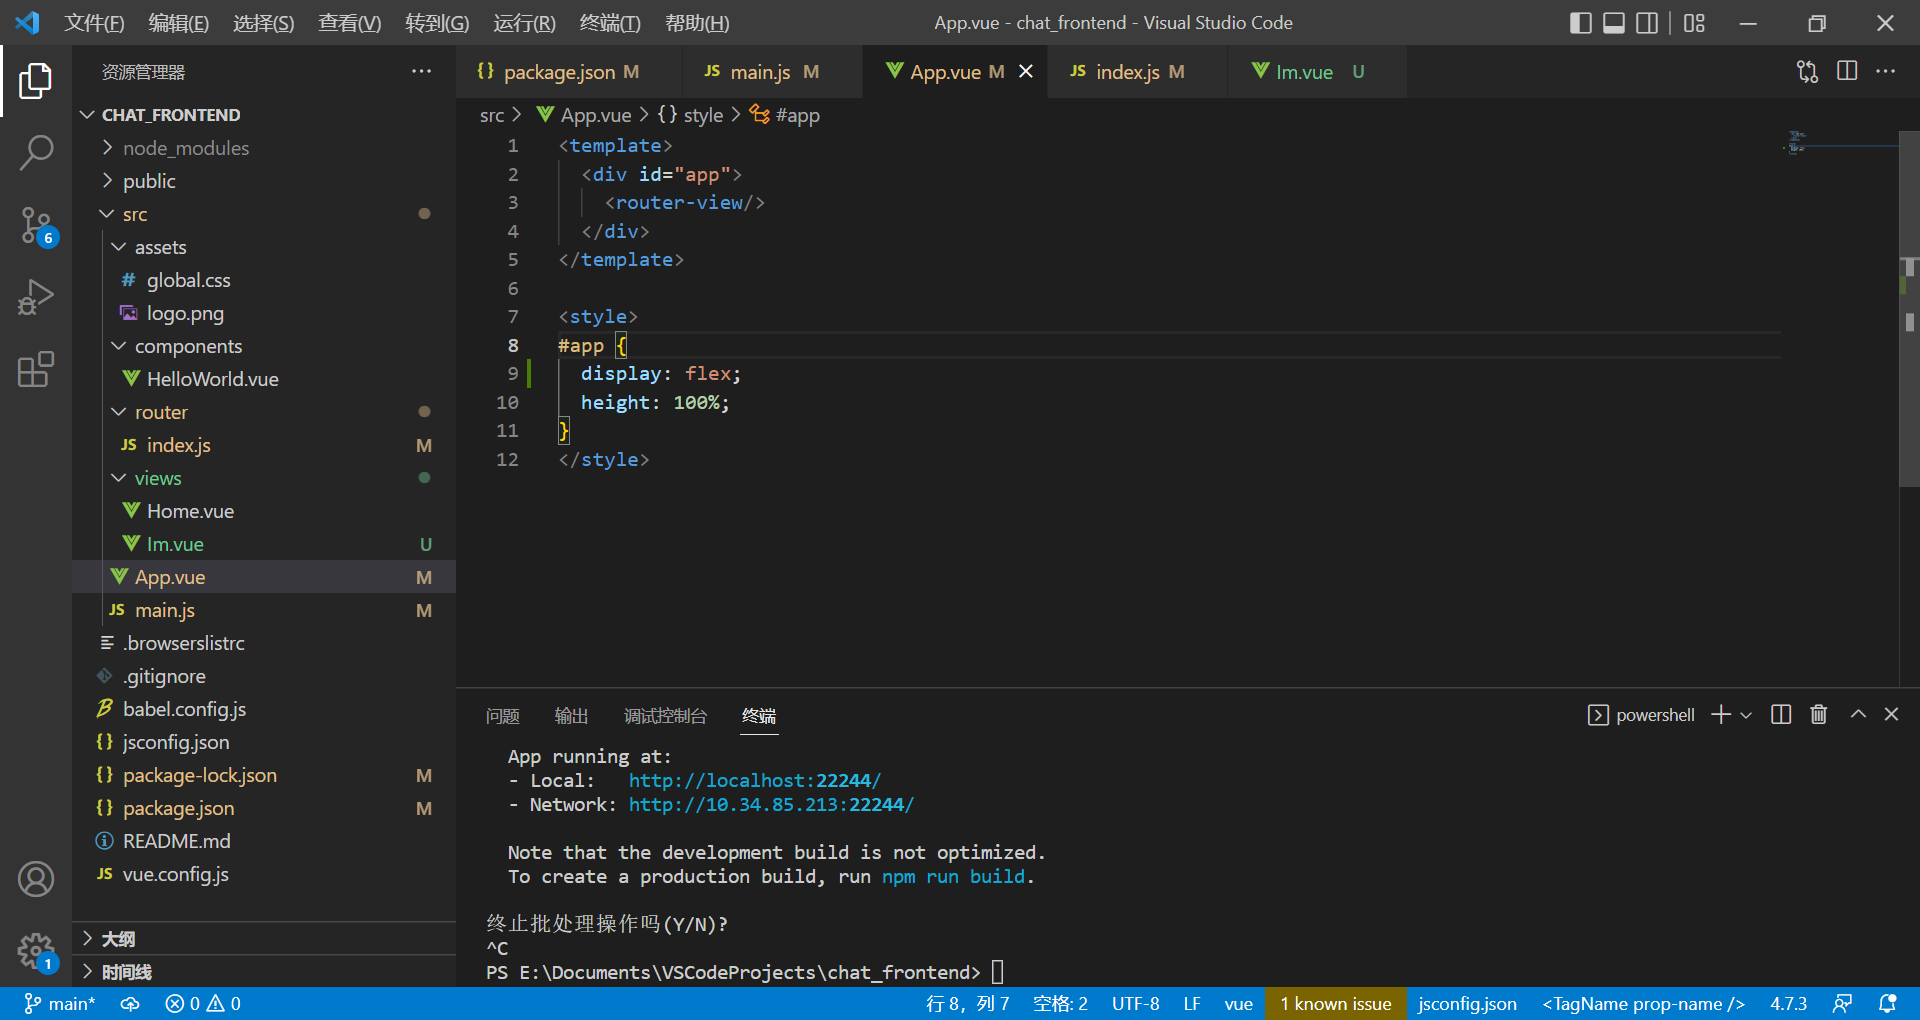 文件(F) 编辑(E) 选择(S) 查看(V) 转到(G) 运行(R) 终端(T) 帮助(H) App.vue - chat_frontend - Visual Studio Code
资源管理器
CHAT_FRONTEND
node_modules
public
src
assets
# global.css
logo.png
components
HelloWorld.vue
router
JS index.js M
views
Home.vue
Im.vue U
App.vue M
JS main.js M
.browserslistrc
.gitignore
babel.config.js
{} jsconfig.json
{} package-lock.json M
{} package.json M
README.md
JS vue.config.js
大纲
时间线
6
1
{} package.json M JS main.js M App.vue M JS index.js M Im.vue U
src > App.vue > {} style > #app
1 <template>
2 <div id="app">
3 <router-view/>
4 </div>
5 </template>
6
7 <style>
8 #app {
9 display: flex;
10 height: 100%;
11 }
12 </style>
问题 输出 调试控制台 终端 powershell
App running at:
- Local: http://localhost:22244/
- Network: http://10.34.85.213:22244/
Note that the development build is not optimized.
To create a production build, run npm run build.
终止批处理操作吗(Y/N)?
^C
PS E:\Documents\VSCodeProjects\chat_frontend>
main* 0 0 行 8，列 7 空格: 2 UTF-8 LF vue 1 known issue jsconfig.json <TagName prop-name /> 4.7.3